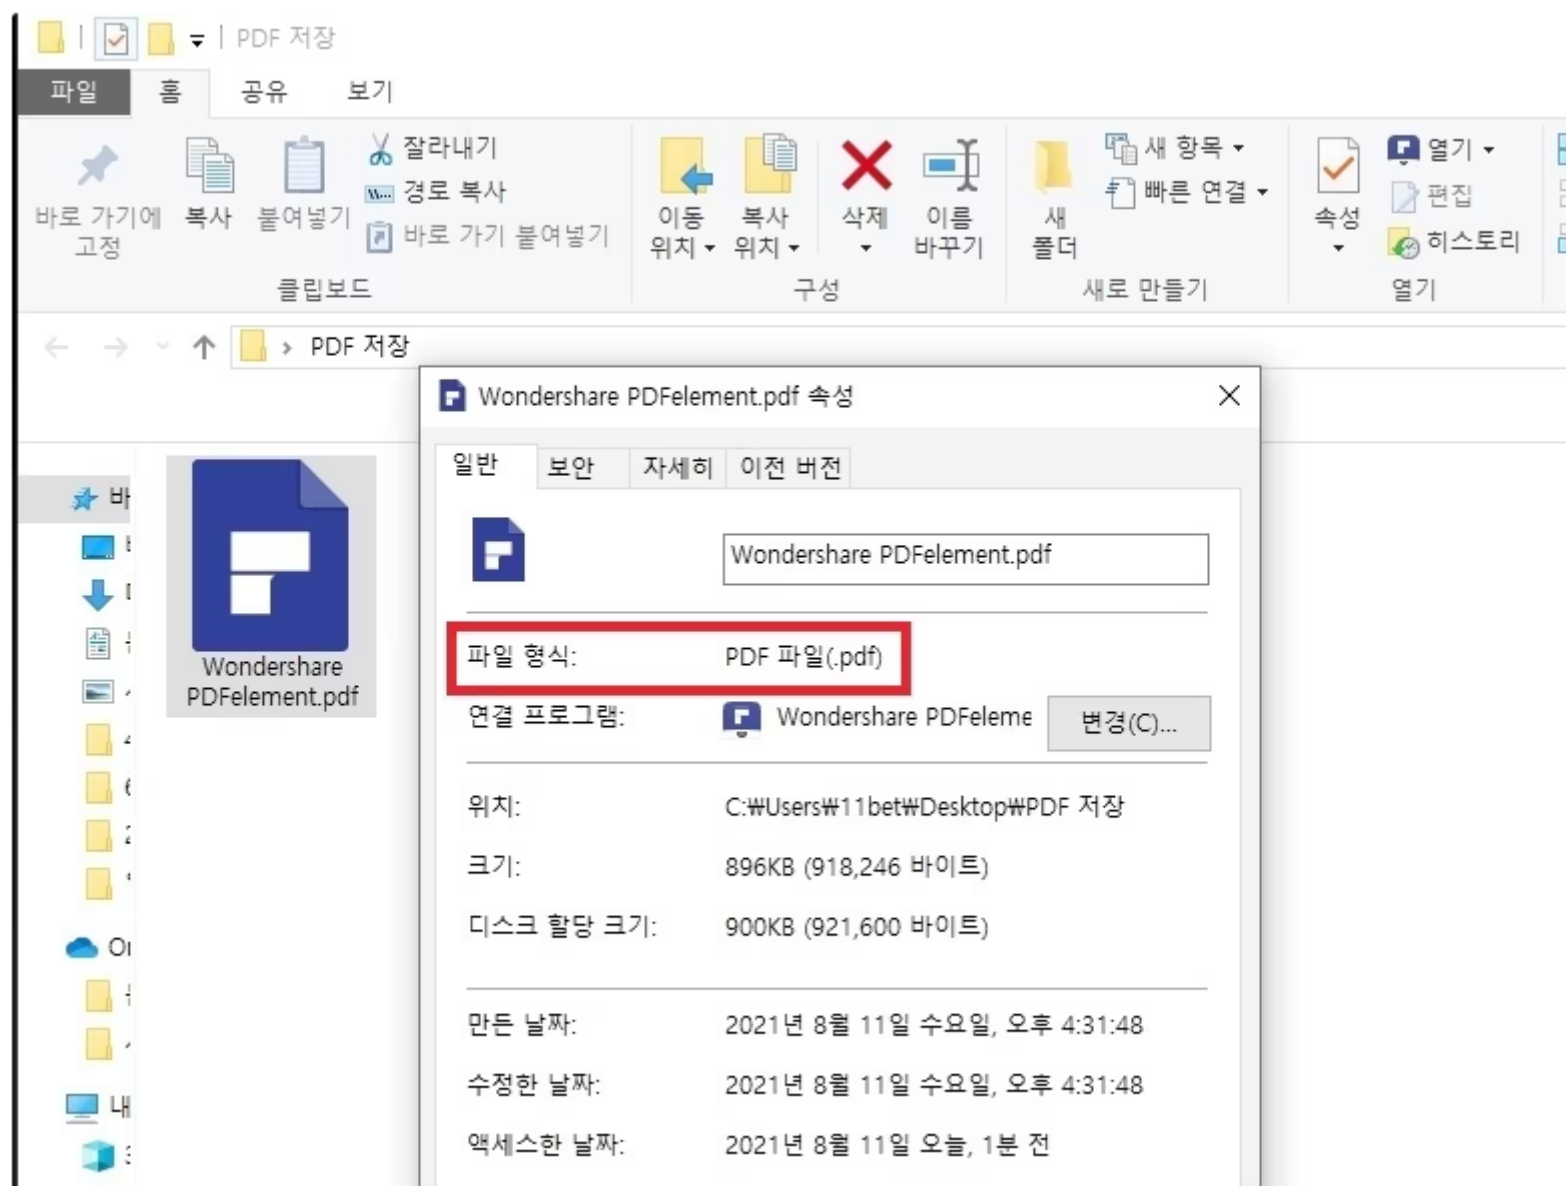 PDF 저장
파일 홈 공유 보기
바로 가기에 고정
복사
붙여넣기
잘라내기
경로 복사
바로 가기 붙여넣기
클립보드
이동 위치
복사 위치
삭제
이름 바꾸기
구성
새 폴더
새 항목
빠른 연결
새로 만들기
속성
열기
편집
히스토리
열기
PDF 저장
Wondershare
PDFelement.pdf
Wondershare PDFelement.pdf 속성
일반 보안 자세히 이전 버전
Wondershare PDFelement.pdf
파일 형식: PDF 파일(.pdf)
연결 프로그램: Wondershare PDFeleme 변경(C)...
위치: C:₩Users₩11bet₩Desktop₩PDF 저장
크기: 896KB (918,246 바이트)
디스크 할당 크기: 900KB (921,600 바이트)
만든 날짜: 2021년 8월 11일 수요일, 오후 4:31:48
수정한 날짜: 2021년 8월 11일 수요일, 오후 4:31:48
액세스한 날짜: 2021년 8월 11일 오늘, 1분 전